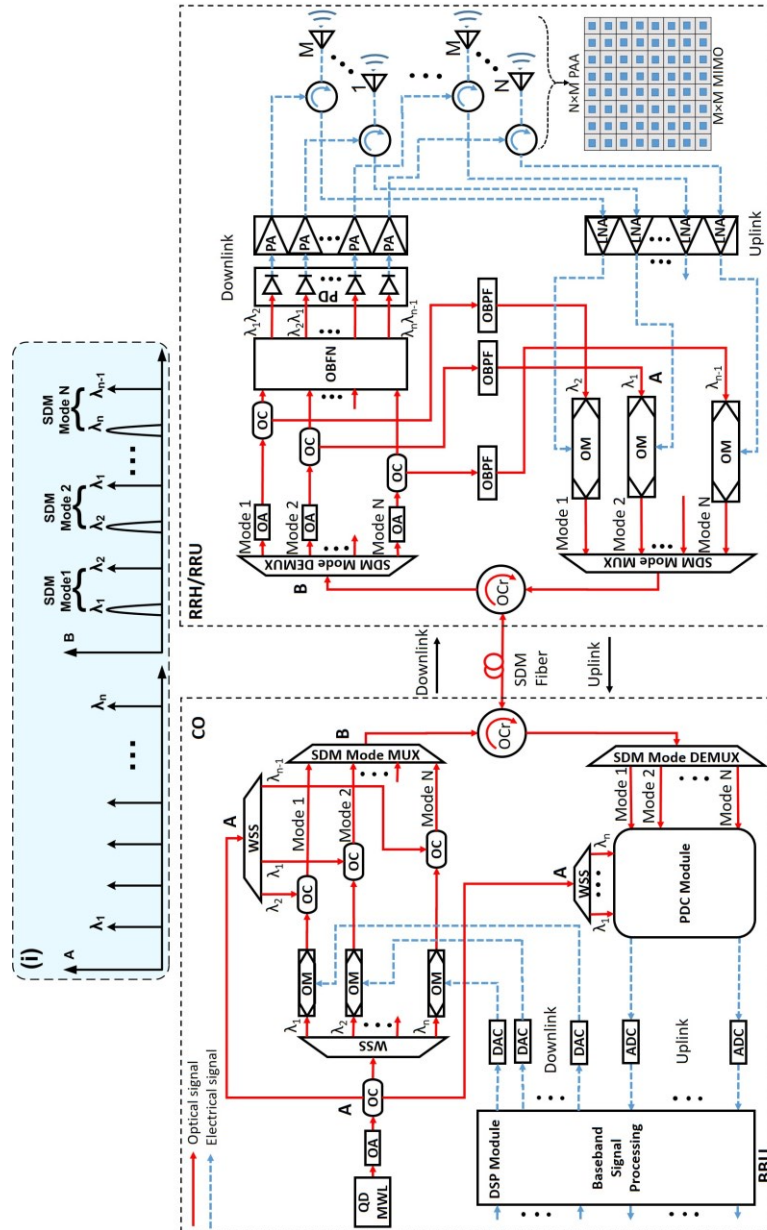 (i)
A
λ1
λn
B
SDM
Mode1
λ1
λ2
SDM
Mode 2
λ2
λ1
SDM
Mode N
λn
λn-1
Optical signal
Electrical signal
CO
QD
MWL
OA
OC
A
WSS
λ1
λ2
λn
OM
OM
OM
A
WSS
λ2
λ1
λn-1
OC
OC
OC
Mode 1
Mode 2
Mode N
SDM Mode MUX
B
OCr
SDM Mode DEMUX
Mode 1
Mode 2
Mode N
A
WSS
λ1
λn
PDC Module
DAC
DAC
DAC
Downlink
ADC
ADC
Uplink
DSP Module
Baseband
Signal
Processing
BBU
Downlink
SDM
Fiber
Uplink
RRH/RRU
OCr
B
SDM Mode DEMUX
Mode 1
Mode 2
Mode N
OA
OA
OA
OC
OC
OC
OBFN
λ1λ2
λ2λ1
λnλn-1
PD
Downlink
PA
PA
PA
PA
M
1
M
N
N×M PAA
M×M MIMO
OBPF
OBPF
OBPF
λ2
λ1
A
λn-1
OM
OM
OM
Mode 1
Mode 2
Mode N
SDM Mode MUX
LNA
LNA
LNA
LNA
Uplink